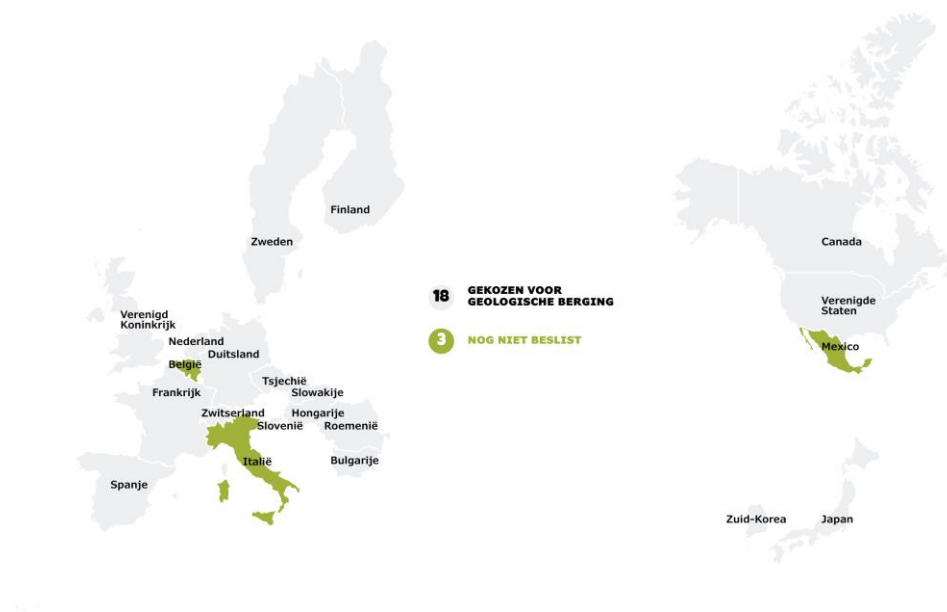 Finland
Zweden
Canada
18
GEKOZEN VOOR
GEOLOGISCHE BERGING
Verenigd
Koninkrijk
Verenigde
Staten
3
NOG NIET BESLIST
Nederland
Duitsland
Mexico
België
Tsjechië
Frankrijk
Slowakije
Zwitserland
Hongarije
Slovenië
Roemenië
Italië
Bulgarije
Spanje
Zuid-Korea
Japan